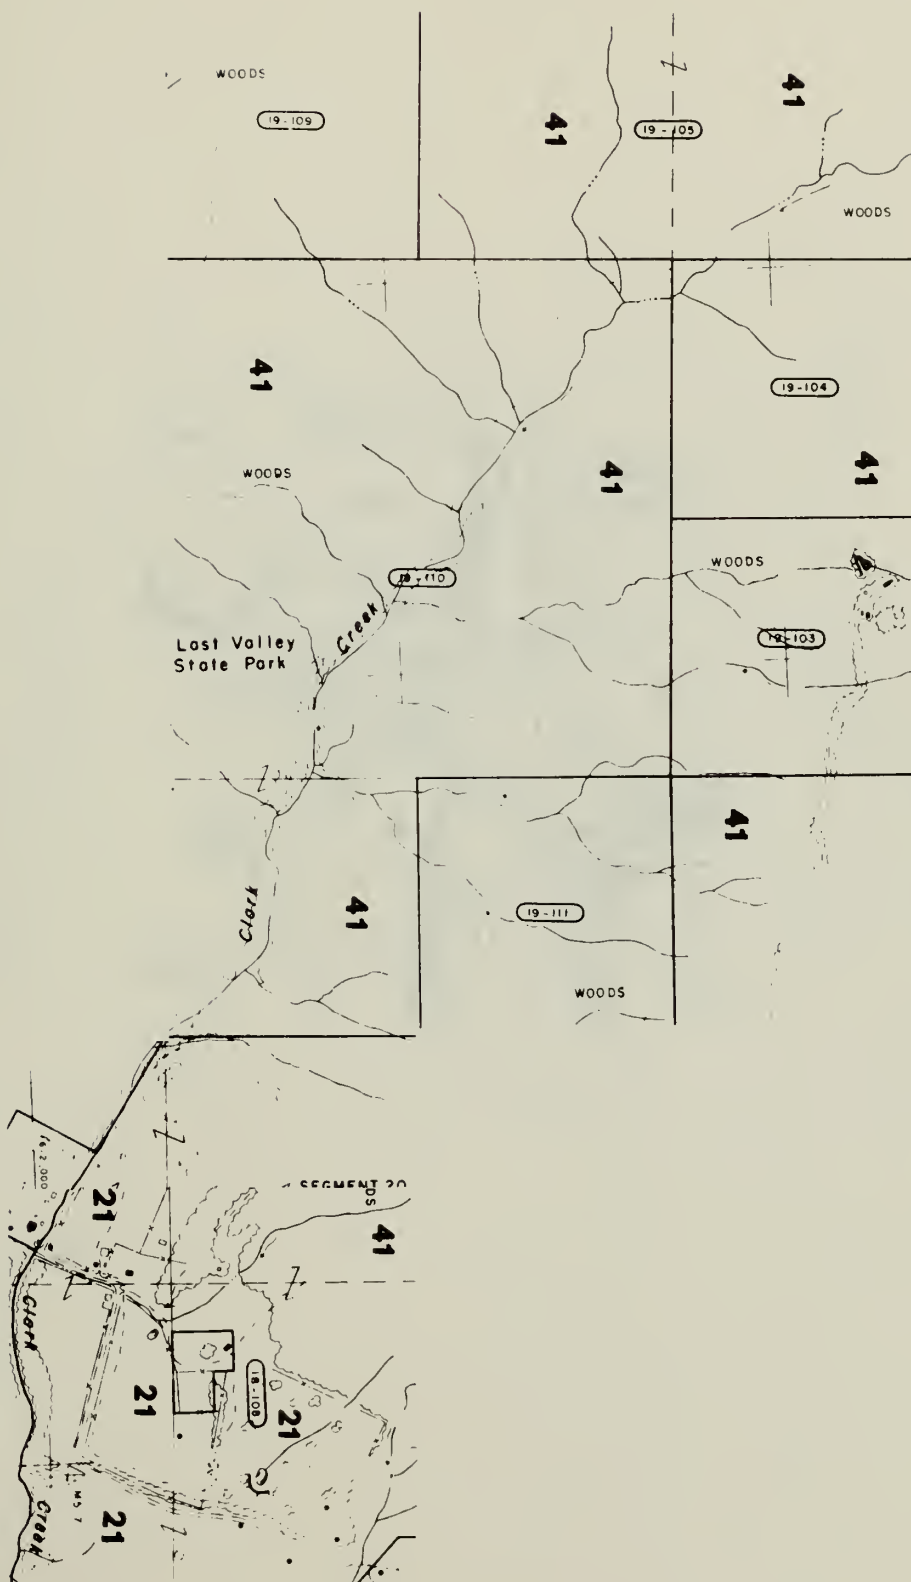 WOODS
19-109
41
41
19-105
WOODS
41
19-104
41
WOODS
41
19-110
WOODS
Creek
19-103
Lost Valley
State Park
41
Clark
41
19-111
WOODS
SEGMENT 20
DS
21
41
Clark
18-108
21
21
21
Creek